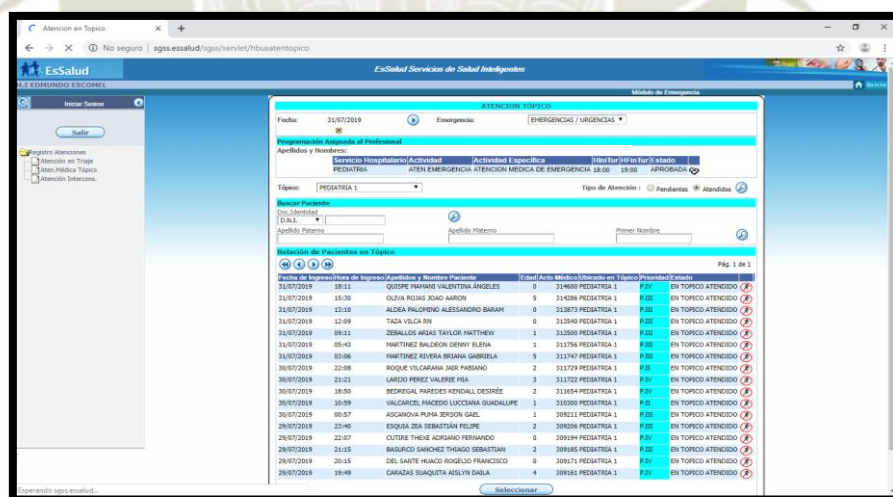 Atencion en Topico
No seguro | sgss.essalud/sgss/servlet/hbusatentopico
EsSalud
EsSalud Servicios de Salud Inteligentes
H.I EDMUNDO ESCOMEL
Inicio
Módulo de Emergencia
Iniciar Sesion
Salir
Registro Atenciones
Atención en Triaje
Aten.Médica Tópico
Atención Intercons.
ATENCION TÓPICO
Fecha: 31/07/2019 Emergencia: EMERGENCIAS / URGENCIAS
Programación Asignada al Profesional
Apellidos y Nombres:
Servicio Hospitalario Actividad Actividad Específica HIniTur HFinTur Estado
PEDIATRIA ATEN.EMERGENCIA ATENCION MEDICA DE EMERGENCIA 18:00 19:00 APROBADA
Tópico: PEDIATRIA 1 Tipo de Atención : Pendientes Atendidos
Buscar Paciente
Doc.Identidad
D.N.I.
Apellido Paterno Apellido Materno Primer Nombre
Relación de Pacientes en Tópico
Pág. 1 de 1
Fecha de Ingreso Hora de Ingreso Apellidos y Nombre Paciente Edad Acto Médico Ubicado en Tópico Prioridad Estado
31/07/2019 18:11 QUISPE MAMANI VALENTINA ÁNGELES 0 314600 PEDIATRIA 1 P.IV EN TOPICO ATENDIDO
31/07/2019 15:30 OLIVA ROJAS JOAO AARON 5 314286 PEDIATRIA 1 P.III EN TOPICO ATENDIDO
31/07/2019 13:10 ALDEA PALOMINO ALESSANDRO BARAM 0 313873 PEDIATRIA 1 P.III EN TOPICO ATENDIDO
31/07/2019 12:09 TAZA VILCA RN 0 313540 PEDIATRIA 1 P.III EN TOPICO ATENDIDO
31/07/2019 09:11 ZEBALLOS ARIAS TAYLOR MATTHEW 1 312500 PEDIATRIA 1 P.III EN TOPICO ATENDIDO
31/07/2019 05:43 MARTINEZ BALDEON DENNY ELENA 1 311756 PEDIATRIA 1 P.III EN TOPICO ATENDIDO
31/07/2019 03:06 MARTINEZ RIVERA BRIANA GABRIELA 5 311747 PEDIATRIA 1 P.III EN TOPICO ATENDIDO
30/07/2019 22:08 ROQUE VILCARANA JAIR FABIANO 2 311729 PEDIATRIA 1 P.III EN TOPICO ATENDIDO
30/07/2019 21:21 LARIJO PEREZ VALERIE MIA 3 311722 PEDIATRIA 1 P.IV EN TOPICO ATENDIDO
30/07/2019 18:50 BEDREGAL PAREDES KENDALL DESIRÉE 2 311654 PEDIATRIA 1 P.IV EN TOPICO ATENDIDO
30/07/2019 10:59 VALCARCEL MACEDO LUCCIANA GUADALUPE 1 310300 PEDIATRIA 1 P.II EN TOPICO ATENDIDO
30/07/2019 00:57 ASCANOVA PUMA JERSON GAEL 1 309211 PEDIATRIA 1 P.III EN TOPICO ATENDIDO
29/07/2019 23:40 ESQUIA ZEA SEBASTIÁN FELIPE 2 309206 PEDIATRIA 1 P.III EN TOPICO ATENDIDO
29/07/2019 22:07 CUTIRE THEXE ADRIANO FERNANDO 0 309194 PEDIATRIA 1 P.IV EN TOPICO ATENDIDO
29/07/2019 21:15 BASURCO SANCHEZ THIAGO SEBASTIAN 2 309185 PEDIATRIA 1 P.III EN TOPICO ATENDIDO
29/07/2019 20:15 DEL SANTE HUACO ROGELIO FRANCISCO 0 309171 PEDIATRIA 1 P.IV EN TOPICO ATENDIDO
29/07/2019 19:49 CARAZAS SUAQUITA AISLYN DAILA 4 309161 PEDIATRIA 1 P.IV EN TOPICO ATENDIDO
Seleccionar
Esperando sgss.essalud...